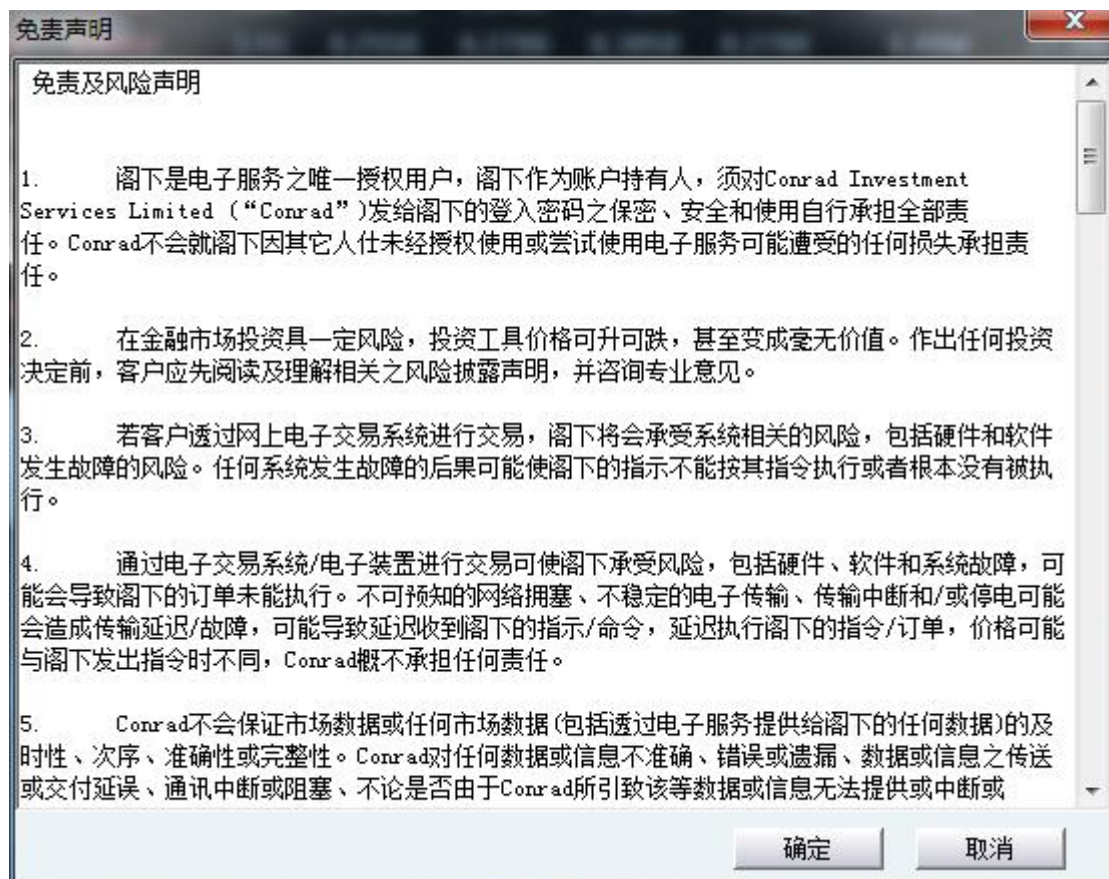 免责声明
免责及风险声明
1. 阁下是电子服务之唯一授权用户，阁下作为账户持有人，须对Conrad Investment
Services Limited (“Conrad”)发给阁下的登入密码之保密、安全和使用自行承担全部责
任。Conrad不会就阁下因其它人仕未经授权使用或尝试使用电子服务可能遭受的任何损失承担责
任。
2. 在金融市场投资具一定风险，投资工具价格可升可跌，甚至变成毫无价值。作出任何投资
决定前，客户应先阅读及理解相关之风险披露声明，并咨询专业意见。
3. 若客户透过网上电子交易系统进行交易，阁下将会承受系统相关的风险，包括硬件和软件
发生故障的风险。任何系统发生故障的后果可能使阁下的指示不能按其指令执行或者根本没有被执
行。
4. 通过电子交易系统/电子装置进行交易可使阁下承受风险，包括硬件、软件和系统故障，可
能会导致阁下的订单未能执行。不可预知的网络拥塞、不稳定的电子传输、传输中断和/或停电可能
会造成传输延迟/故障，可能导致延迟收到阁下的指示/命令，延迟执行阁下的指令/订单，价格可能
与阁下发出指令时不同，Conrad概不承担任何责任。
5. Conrad不会保证市场数据或任何市场数据(包括透过电子服务提供给阁下的任何数据)的及
时性、次序、准确性或完整性。Conrad对任何数据或信息不准确、错误或遗漏、数据或信息之传送
或交付延误、通讯中断或阻塞、不论是否由于Conrad所引致该等数据或信息无法提供或中断或
确定 取消